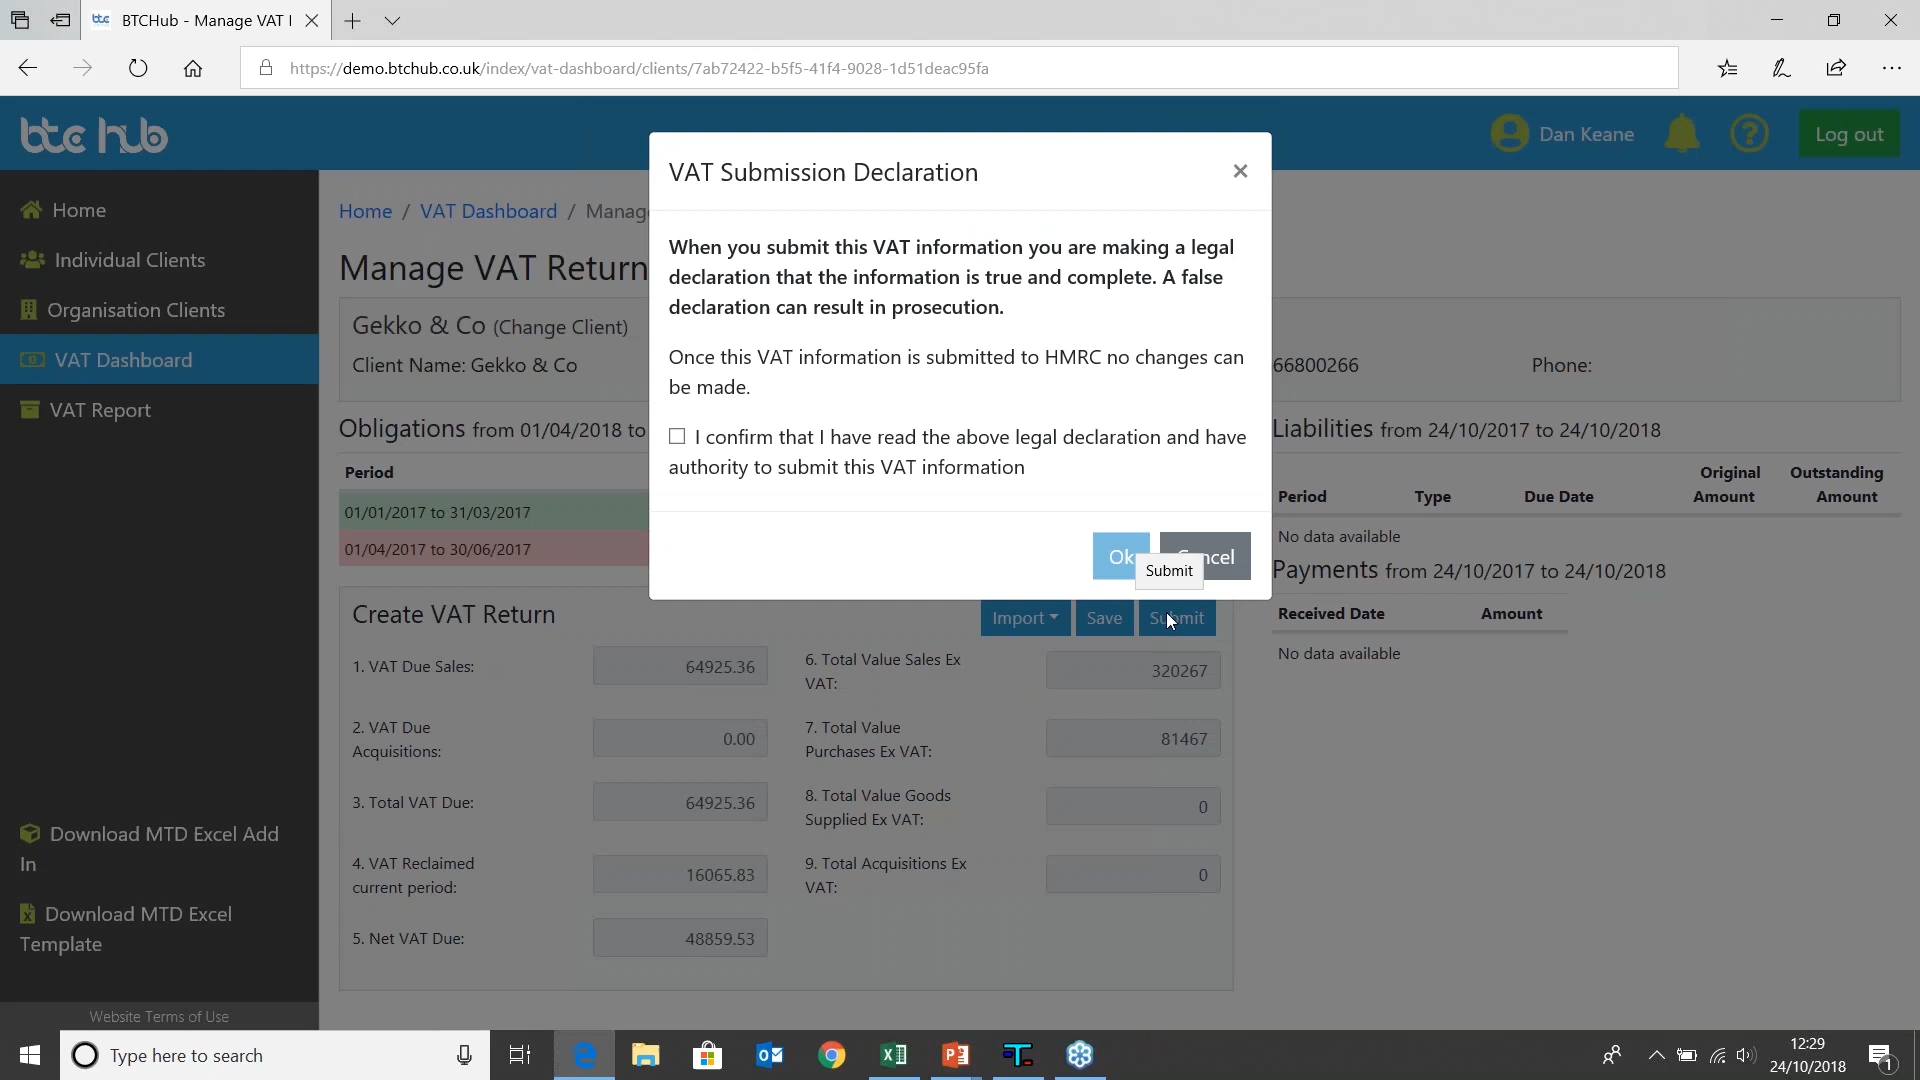 btc BTCHub - Manage VAT I
https://demo.btchub.co.uk/index/vat-dashboard/clients/7ab72422-b5f5-41f4-9028-1d51deac95fa
btc hub
Dan Keane
?
Log out
Home
Individual Clients
Organisation Clients
VAT Dashboard
VAT Report
Download MTD Excel Add
In
Download MTD Excel
Template
Website Terms of Use
Home / VAT Dashboard / Manag
Manage VAT Return
Gekko & Co (Change Client)
Client Name: Gekko & Co
66800266
Phone:
Obligations from 01/04/2018 to
Period
01/01/2017 to 31/03/2017
01/04/2017 to 30/06/2017
VAT Submission Declaration
×
When you submit this VAT information you are making a legal
declaration that the information is true and complete. A false
declaration can result in prosecution.
Once this VAT information is submitted to HMRC no changes can
be made.
I confirm that I have read the above legal declaration and have
authority to submit this VAT information
Ok
ncel
Submit
Liabilities from 24/10/2017 to 24/10/2018
Period Type Due Date Original Amount Outstanding Amount
No data available
Payments from 24/10/2017 to 24/10/2018
Received Date Amount
No data available
Create VAT Return
Import Save Submit
1. VAT Due Sales: 64925.36
2. VAT Due
Acquisitions: 0.00
3. Total VAT Due: 64925.36
4. VAT Reclaimed
current period: 16065.83
5. Net VAT Due: 48859.53
6. Total Value Sales Ex
VAT: 320267
7. Total Value
Purchases Ex VAT: 81467
8. Total Value Goods
Supplied Ex VAT: 0
9. Total Acquisitions Ex
VAT: 0
Type here to search
12:29
24/10/2018
1